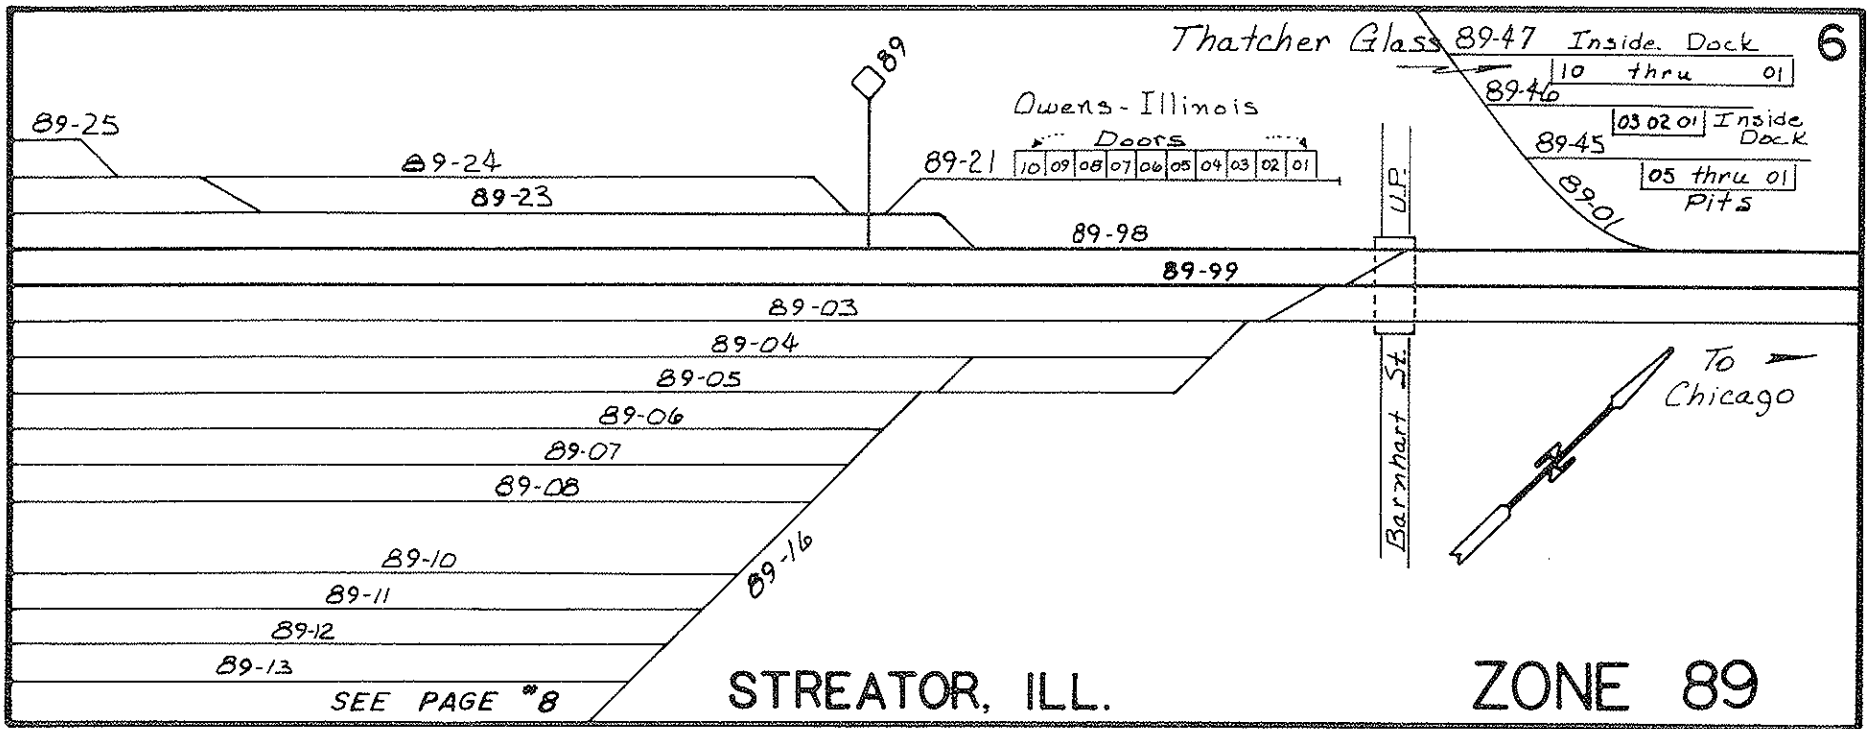 Thatcher Glass 89-47 Inside Dock 6
10 thru 01
89-46
03 02 01 Inside Dock
89-45
05 thru 01
Pits
89-01
89
Owens-Illinois
Doors
89-21 10 09 08 07 06 05 04 03 02 01
89-25
89-24
89-23
U.P.
89-98
89-99
89-03
89-04
89-05
89-06
89-07
89-08
89-10
89-11
89-12
89-13
89-16
Barnhart St.
To
Chicago
SEE PAGE #8
STREATOR, ILL.
ZONE 89